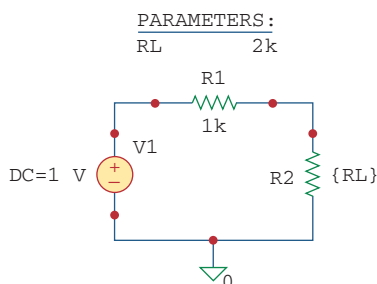 PARAMETERS:
RL 2k
R1
1k
V1
DC=1 V
+
−
R2 {RL}
0